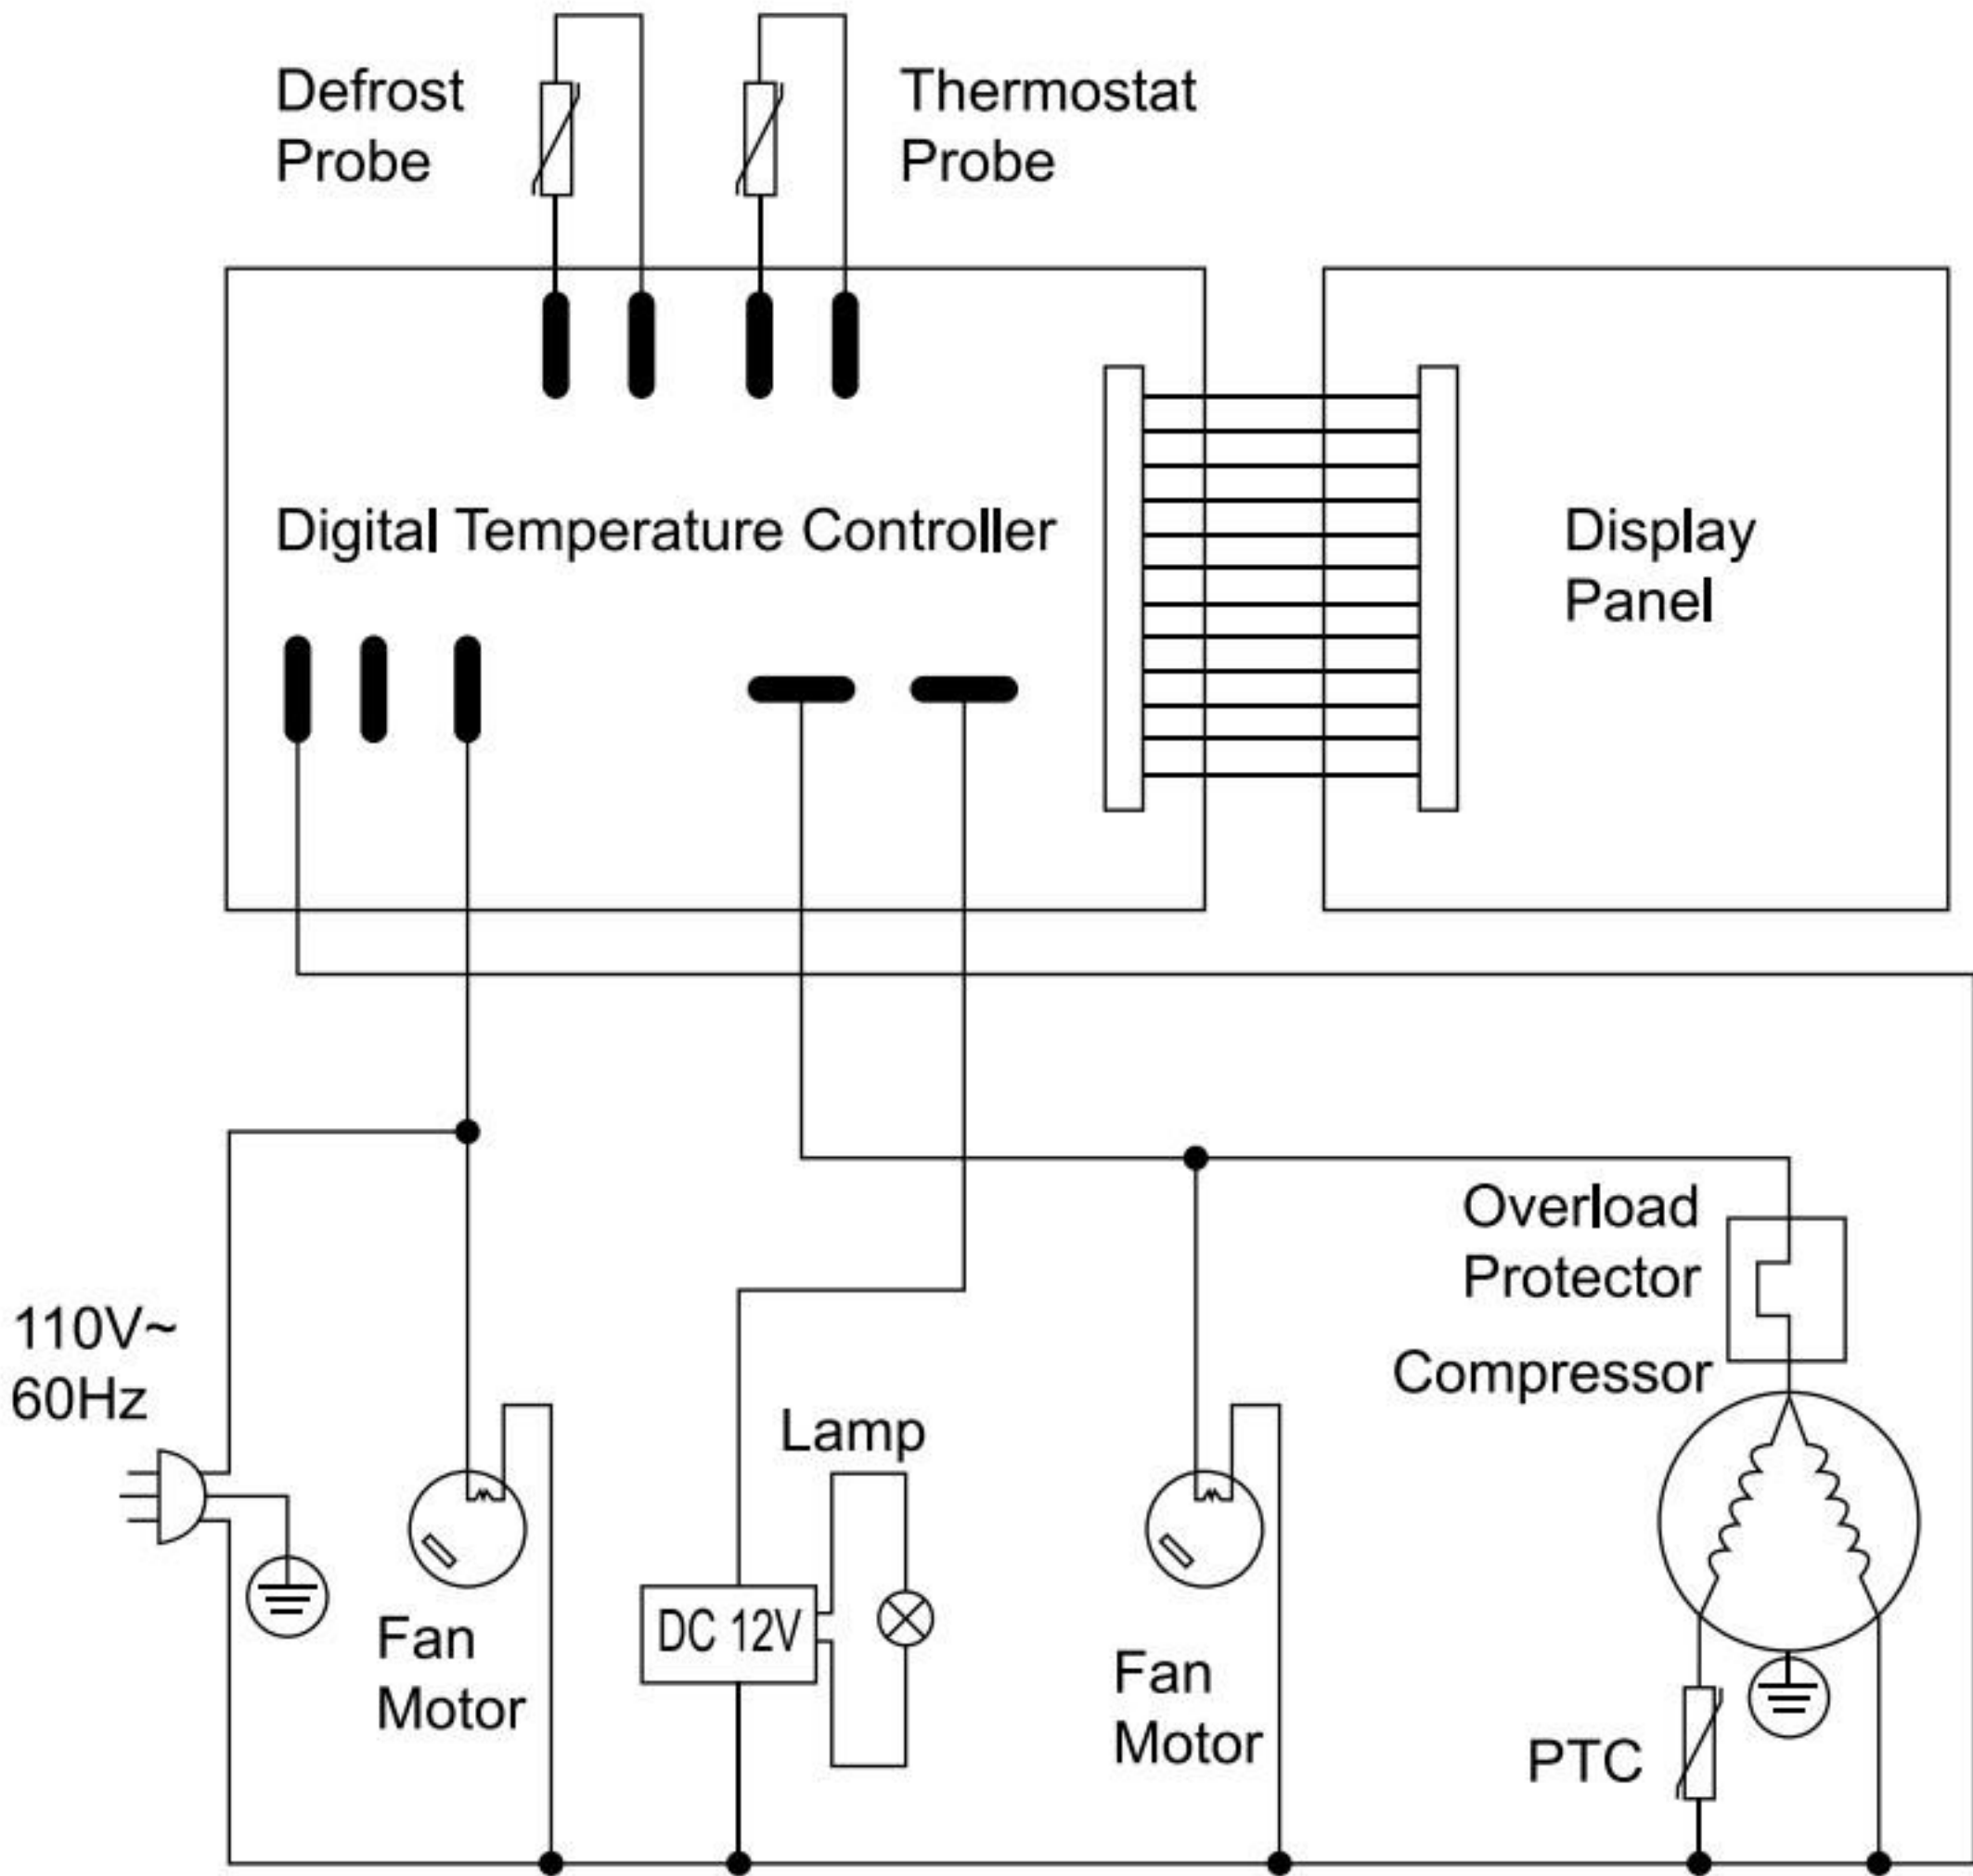 Defrost
Probe
Thermostat
Probe
Digital Temperature Controller
Display
Panel
Overload
Protector
110V~
60Hz
Compressor
Lamp
DC 12V
Fan
Motor
Fan
Motor
PTC